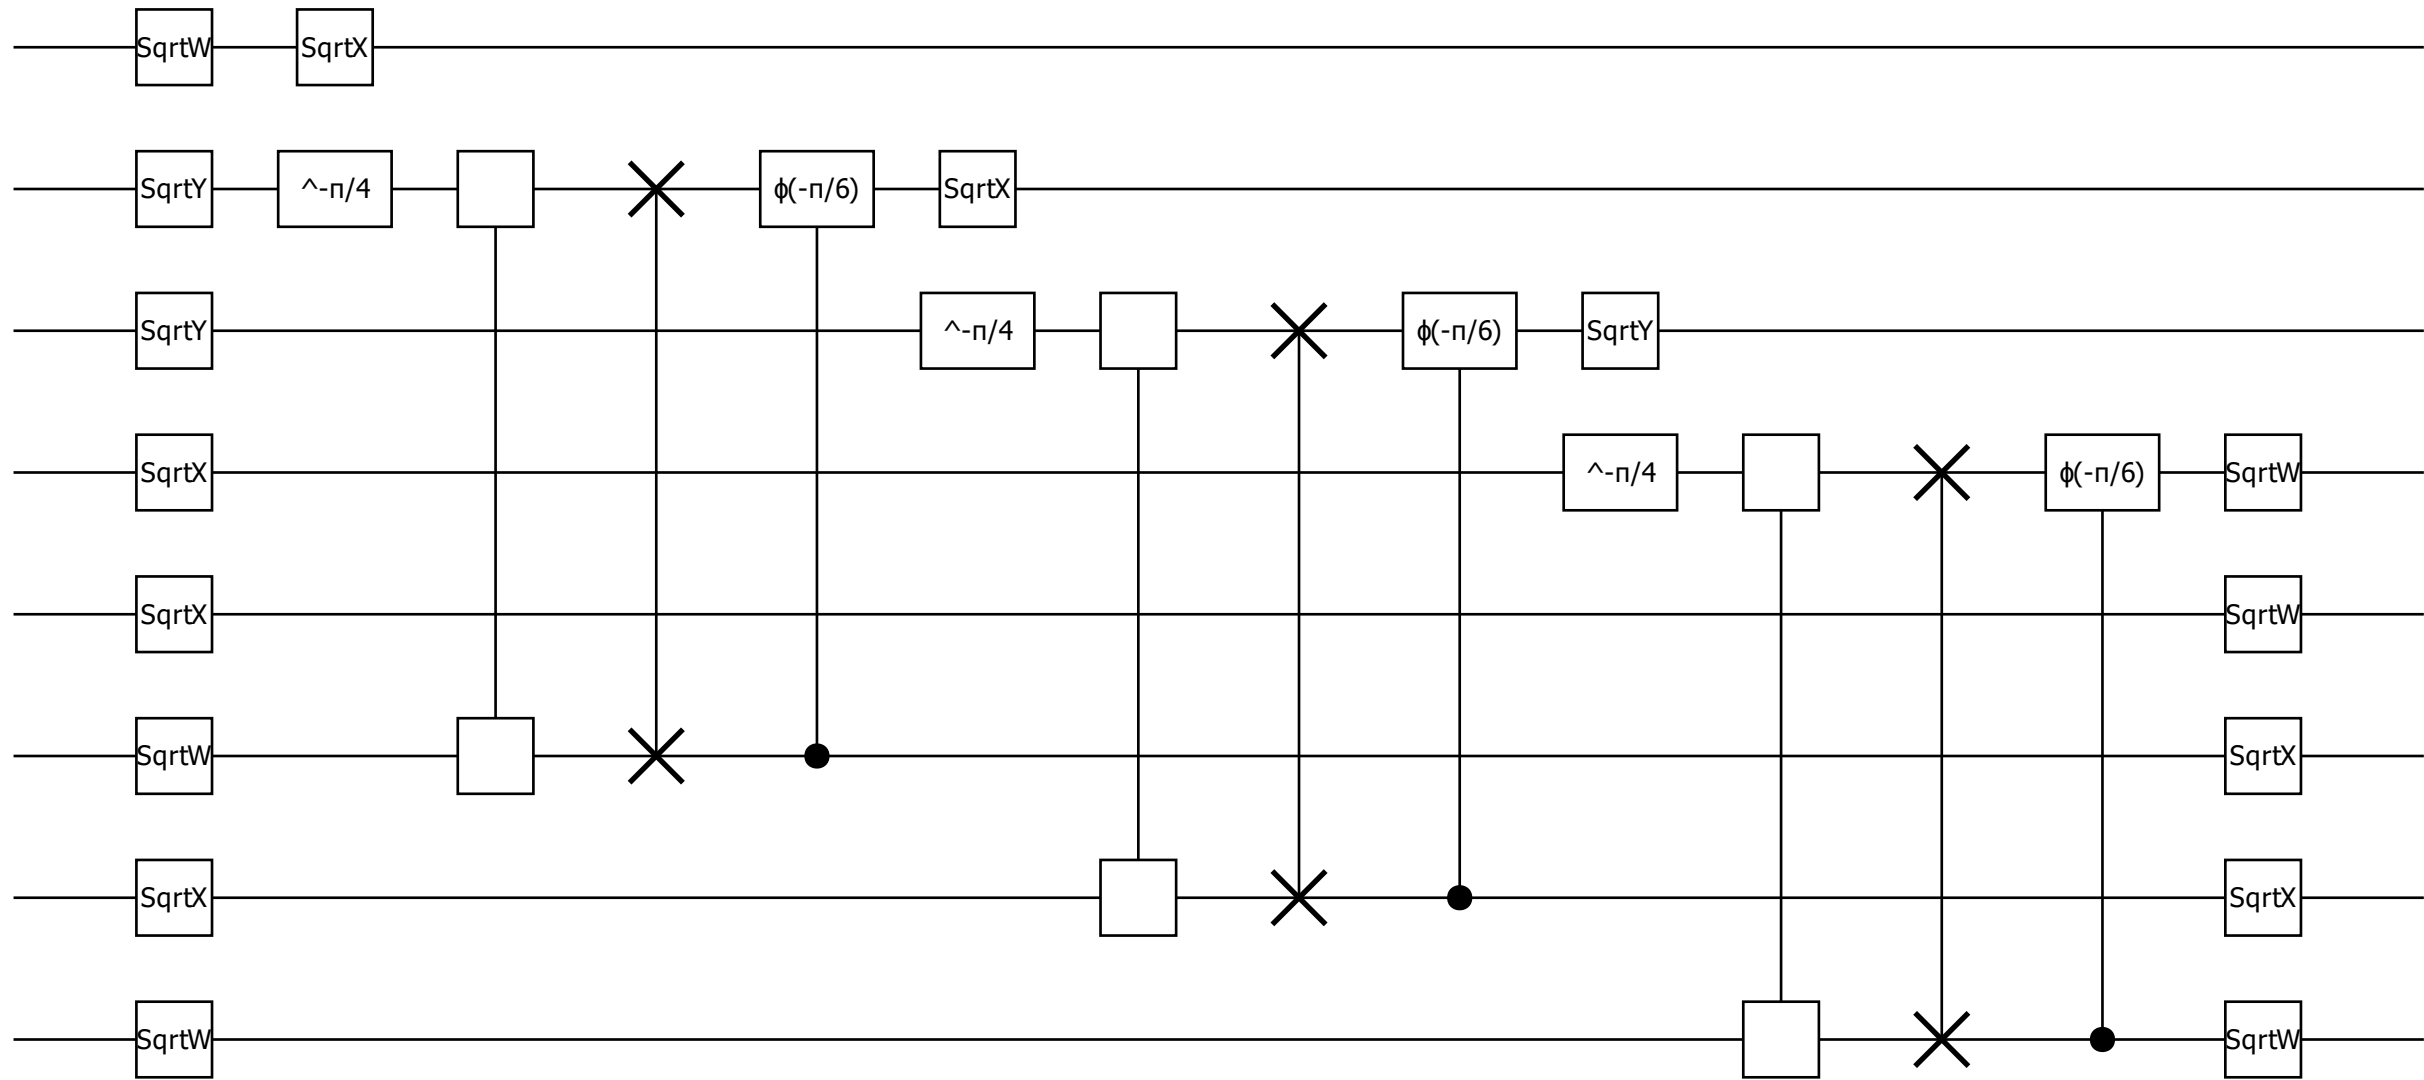 SqrtW SqrtX
SqrtY ^-π/4 ϕ(-π/6) SqrtX
SqrtY ^-π/4 ϕ(-π/6) SqrtY
SqrtX ^-π/4 ϕ(-π/6) SqrtW
SqrtX SqrtW
SqrtW SqrtX
SqrtX SqrtX
SqrtW SqrtW